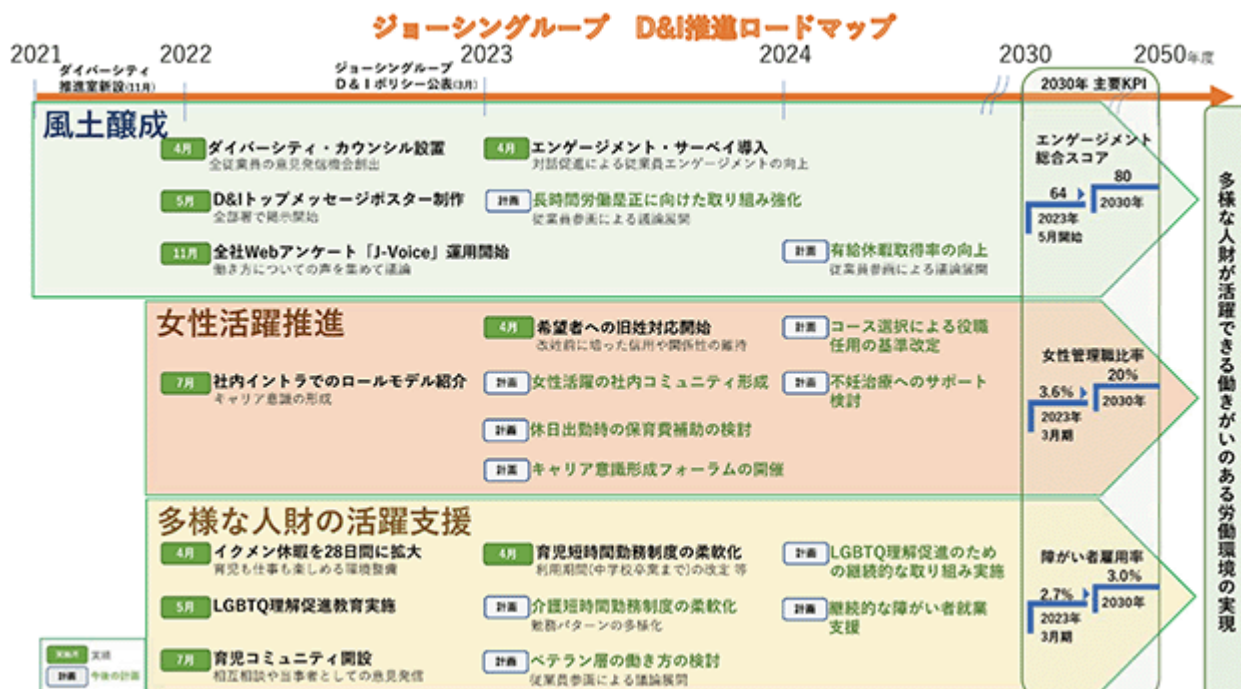 ジョーシングループ　D&I推進ロードマップ
2021
2022
2023
2024
2030
2050年度
ダイバーシティ
推進室新設(11月)
ジョーシングループ
D&Iポリシー公表(3月)
2030年 主要KPI
風土醸成
4月 ダイバーシティ・カウンシル設置
全従業員の意見発信機会創出
5月 D&Iトップメッセージポスター制作
全部署で掲示開始
11月 全社Webアンケート「J-Voice」運用開始
働き方についての声を集めて議論
4月 エンゲージメント・サーベイ導入
対話促進による従業員エンゲージメントの向上
計画 長時間労働是正に向けた取り組み強化
従業員参画による議論展開
計画 有給休暇取得率の向上
従業員参画による議論展開
エンゲージメント
総合スコア
64
80
2023年
5月開始
2030年
女性活躍推進
7月 社内イントラでのロールモデル紹介
キャリア意識の形成
4月 希望者への旧姓対応開始
改姓前に培った信用や関係性の維持
計画 女性活躍の社内コミュニティ形成
計画 休日出勤時の保育費補助の検討
計画 キャリア意識形成フォーラムの開催
計画 コース選択による役職
任用の基準改定
計画 不妊治療へのサポート
検討
女性管理職比率
3.6%
20%
2023年
3月期
2030年
多様な人財の活躍支援
4月 イクメン休暇を28日間に拡大
育児も仕事も楽しめる環境整備
5月 LGBTQ理解促進教育実施
7月 育児コミュニティ開設
相互相談や当事者としての意見発信
4月 育児短時間勤務制度の柔軟化
利用期間(中学校卒業まで)の改定 等
計画 介護短時間勤務制度の柔軟化
勤務パターンの多様化
計画 ベテラン層の働き方の検討
従業員参画による議論展開
計画 LGBTQ理解促進のため
の継続的な取り組み実施
計画 継続的な障がい者就業
支援
障がい者雇用率
2.7%
3.0%
2023年
3月期
2030年
多様な人財が活躍できる働きがいのある労働環境の実現
実績
計画 今後の計画